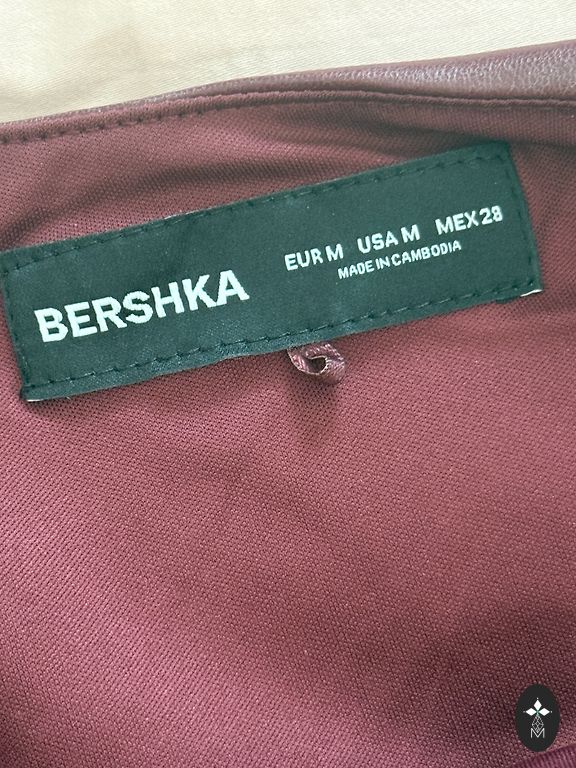 BERSHKA
EUR M USA M MEX 28
MADE IN CAMBODIA
M